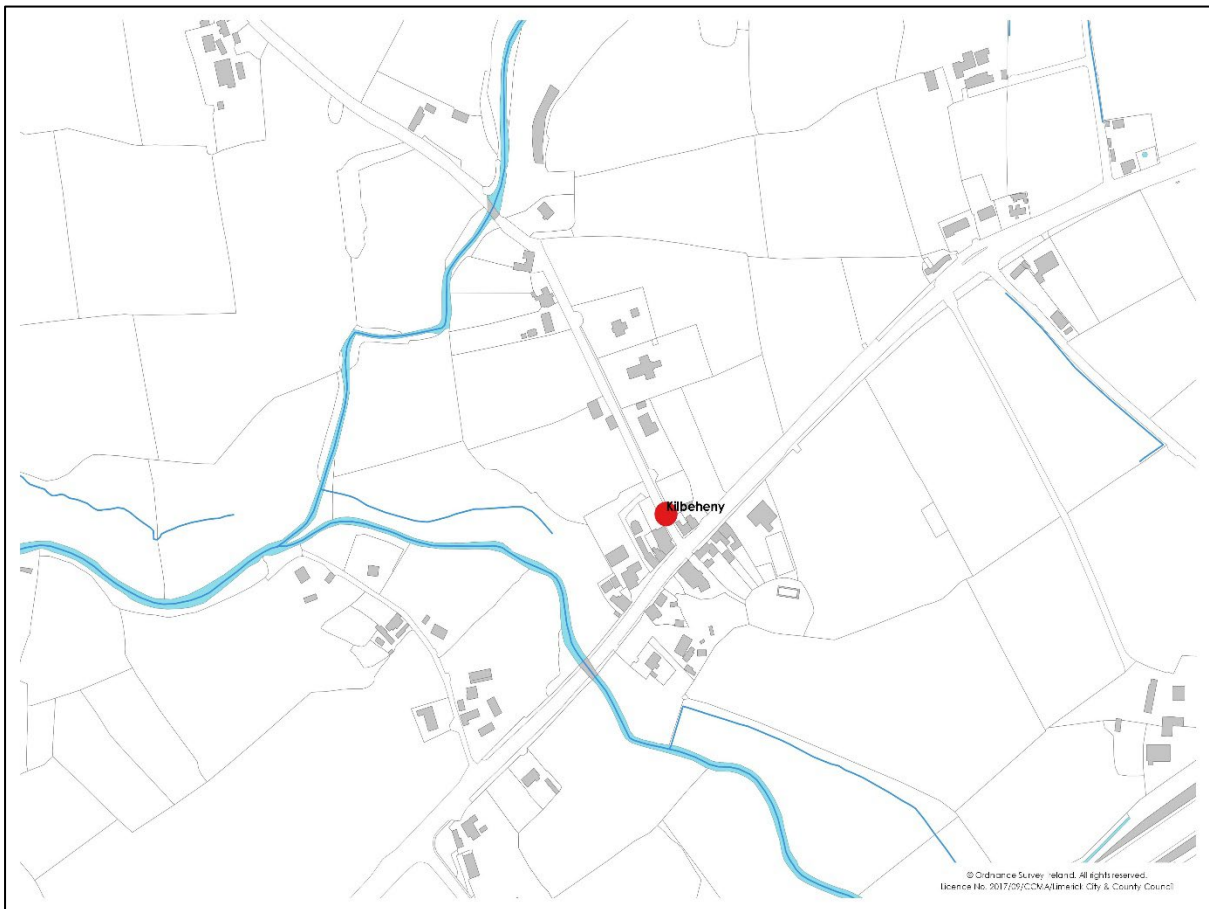 Kilbeheny
© Ordnance Survey Ireland. All rights reserved.
Licence No. 2017/09/CCMA/Limerick City & County Council